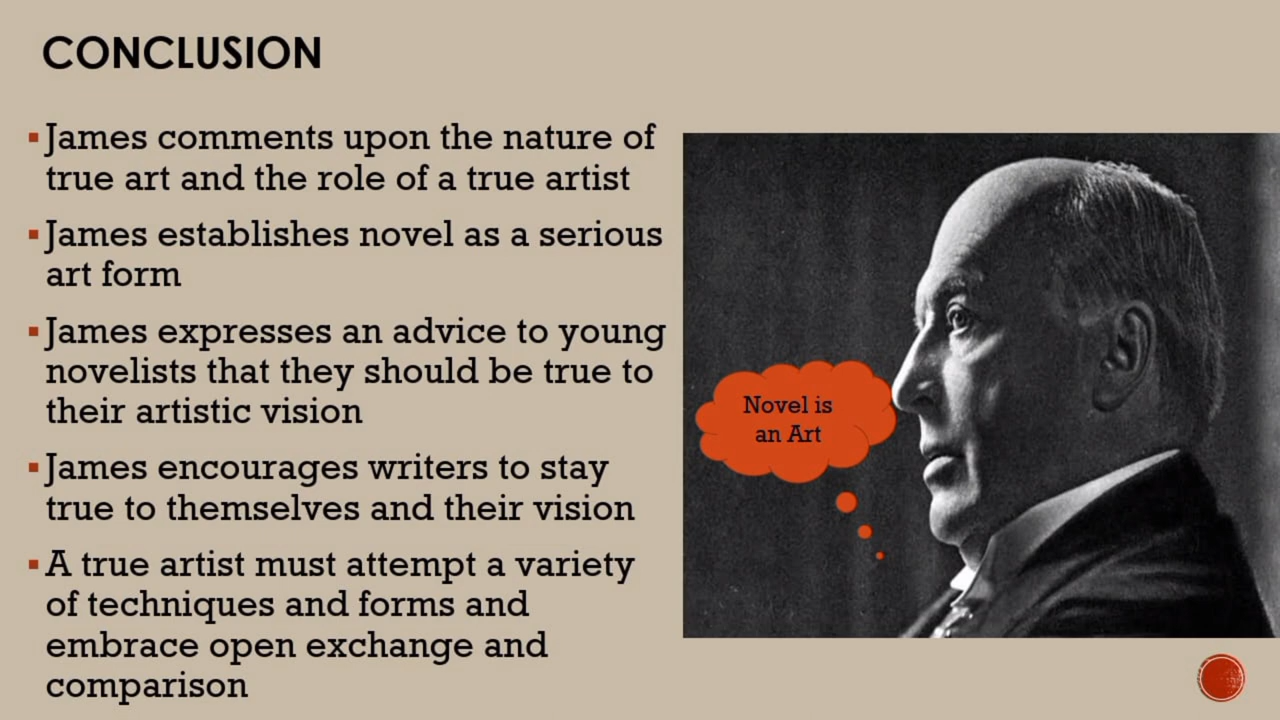 CONCLUSION
James comments upon the nature of
true art and the role of a true artist
James establishes novel as a serious
art form
James expresses an advice to young
novelists that they should be true to
their artistic vision
James encourages writers to stay
true to themselves and their vision
A true artist must attempt a variety
of techniques and forms and
embrace open exchange and
comparison
Novel is
an Art